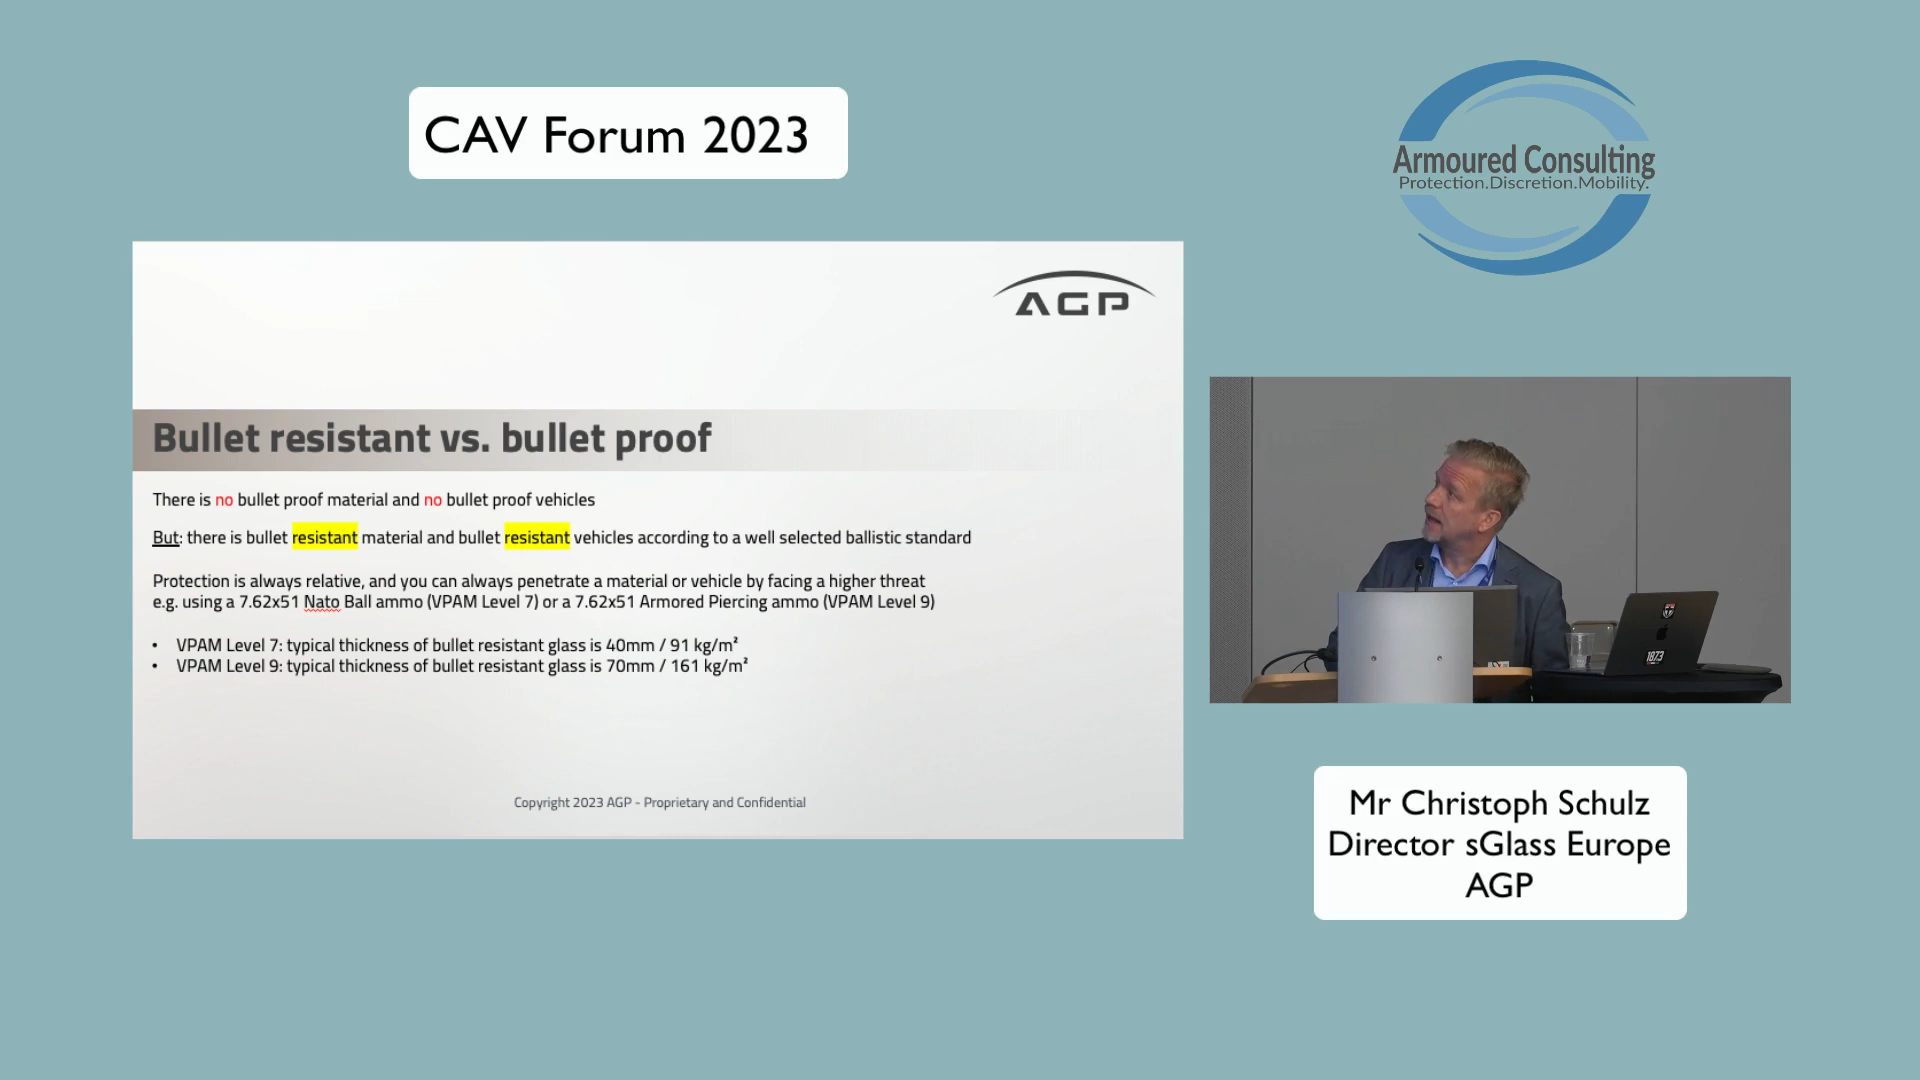 CAV Forum 2023
Armoured Consulting
Protection.Discretion.Mobility.
AGP
Bullet resistant vs. bullet proof
There is no bullet proof material and no bullet proof vehicles
But: there is bullet resistant material and bullet resistant vehicles according to a well selected ballistic standard
Protection is always relative, and you can always penetrate a material or vehicle by facing a higher threat
e.g. using a 7.62x51 Nato Ball ammo (VPAM Level 7) or a 7.62x51 Armored Piercing ammo (VPAM Level 9)
• VPAM Level 7: typical thickness of bullet resistant glass is 40mm / 91 kg/m²
• VPAM Level 9: typical thickness of bullet resistant glass is 70mm / 161 kg/m²
Copyright 2023 AGP - Proprietary and Confidential
1873
Mr Christoph Schulz
Director sGlass Europe
AGP